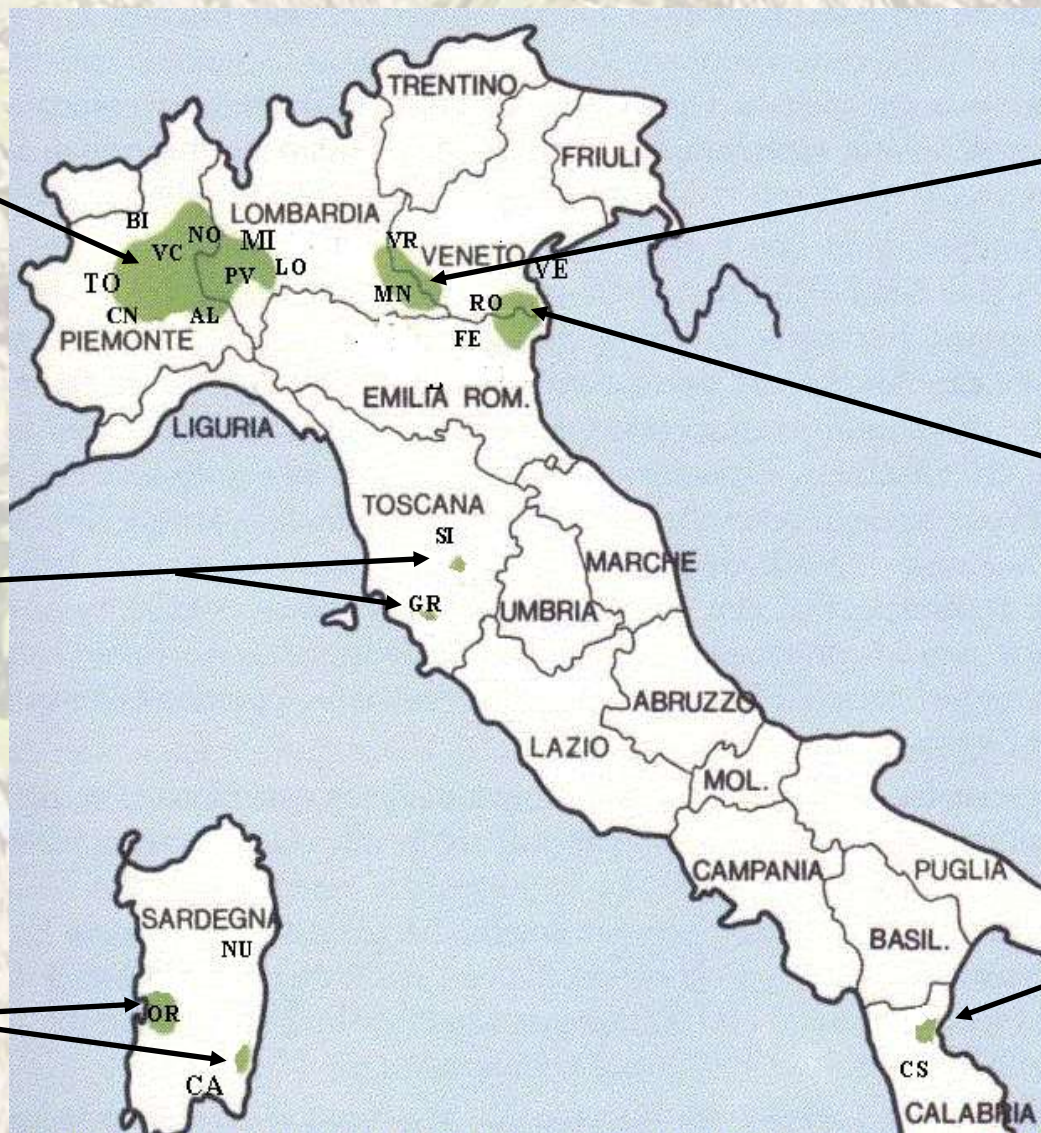 TRENTINO
FRIULI
BI
NO
LOMBARDIA
VC
MI
VR
VENETO
VE
TO
PV
LO
MN
RO
CN
AL
PIEMONTE
FE
EMILIA ROM.
LIGURIA
TOSCANA
SI
MARCHE
GR
UMBRIA
ABRUZZO
LAZIO
MOL.
CAMPANIA
PUGLIA
SARDEGNA
NU
BASIL.
OR
CS
CA
CALABRIA